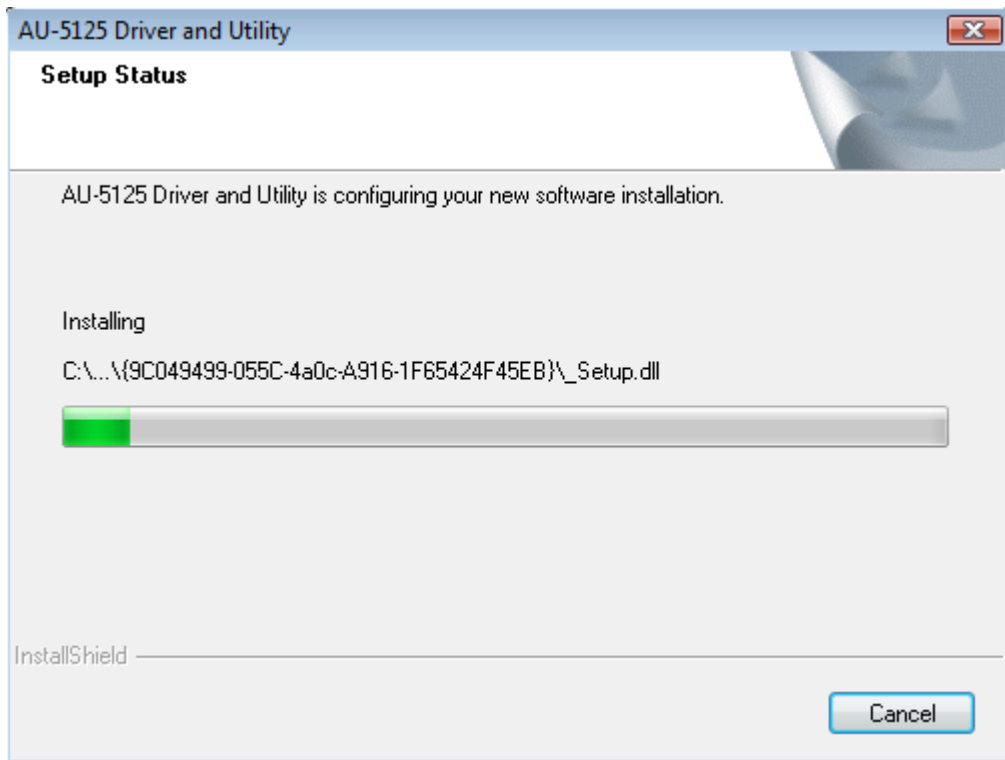 AU-5125 Driver and Utility
Setup Status
AU-5125 Driver and Utility is configuring your new software installation.
Installing
C:\...\{9C049499-055C-4a0c-A916-1F65424F45EB}\_Setup.dll
InstallShield
Cancel